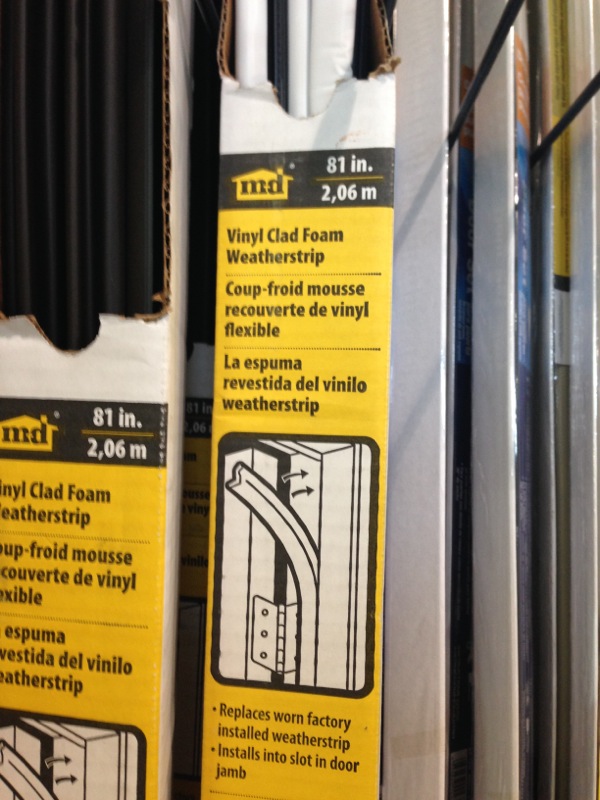 md
81 in.
2,06 m
Vinyl Clad Foam
Weatherstrip
Coup-froid mousse
recouverte de vinyl
flexible
La espuma
revestida del vinilo
weatherstrip
• Replaces worn factory
installed weatherstrip
• Installs into slot in door
jamb
md
81 in.
2,06 m
inyl Clad Foam
eatherstrip
oup-froid mousse
couverte de vinyl
exible
espuma
vestida del vinilo
eatherstrip